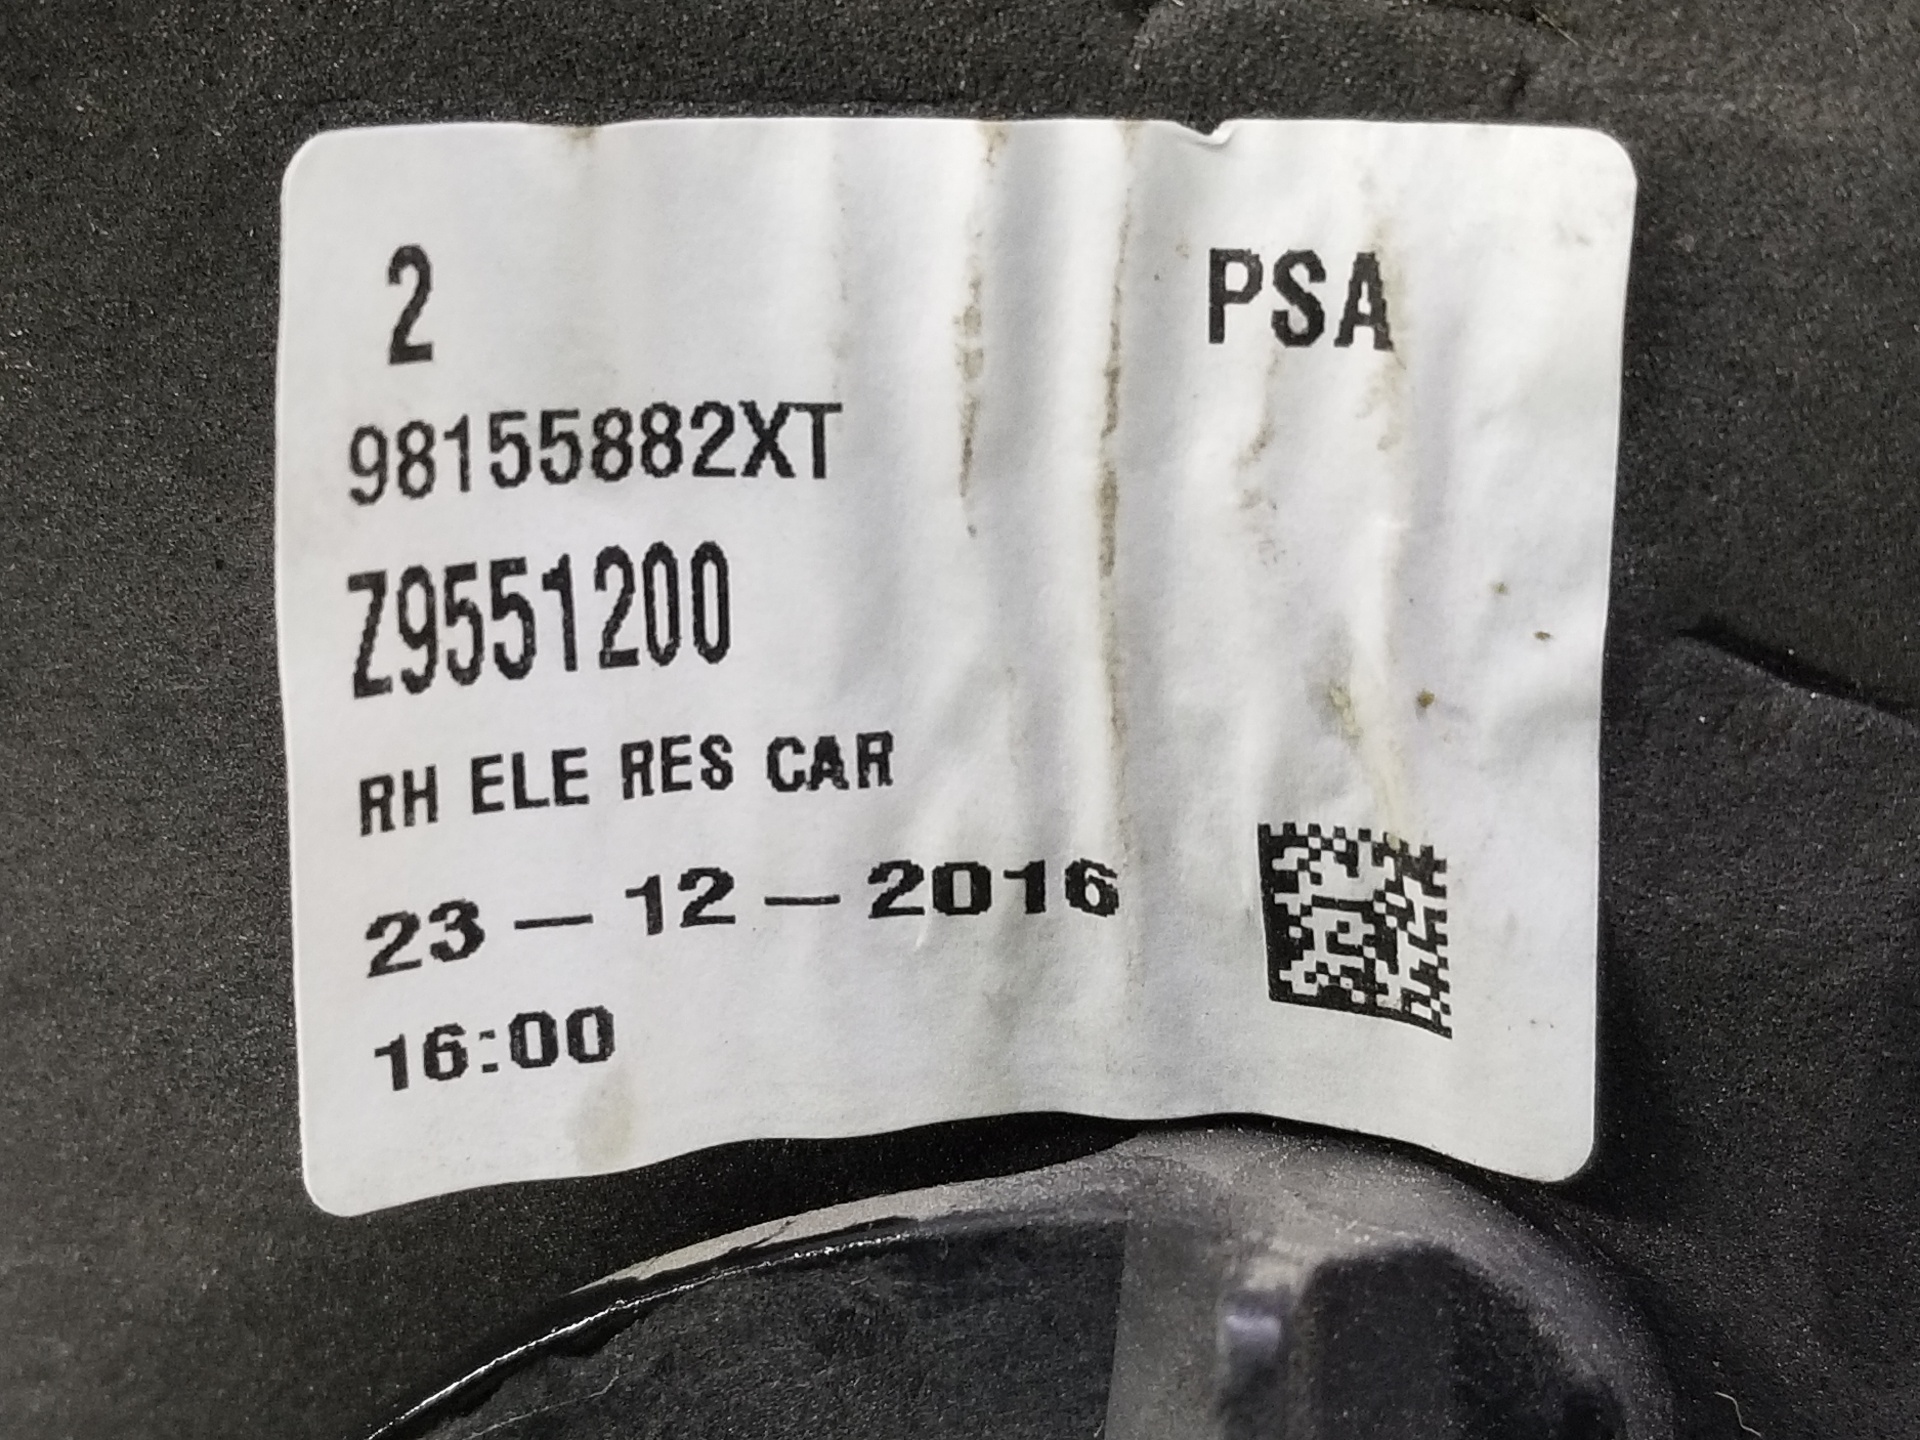 2 PSA
98155882XT
Z9551200
RH ELE RES CAR
23-12-2016
16:00